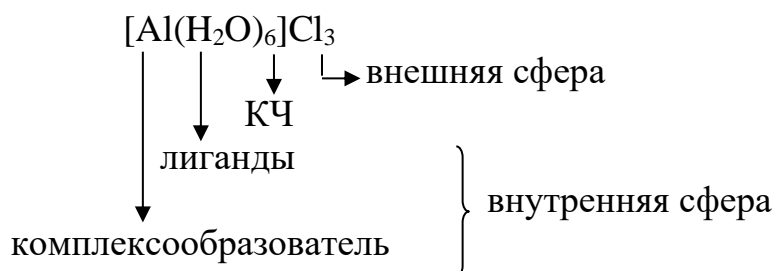 [Al(H₂O)₆]Cl₃
внешняя сфера
КЧ
лиганды
внутренняя сфера
комплексообразователь